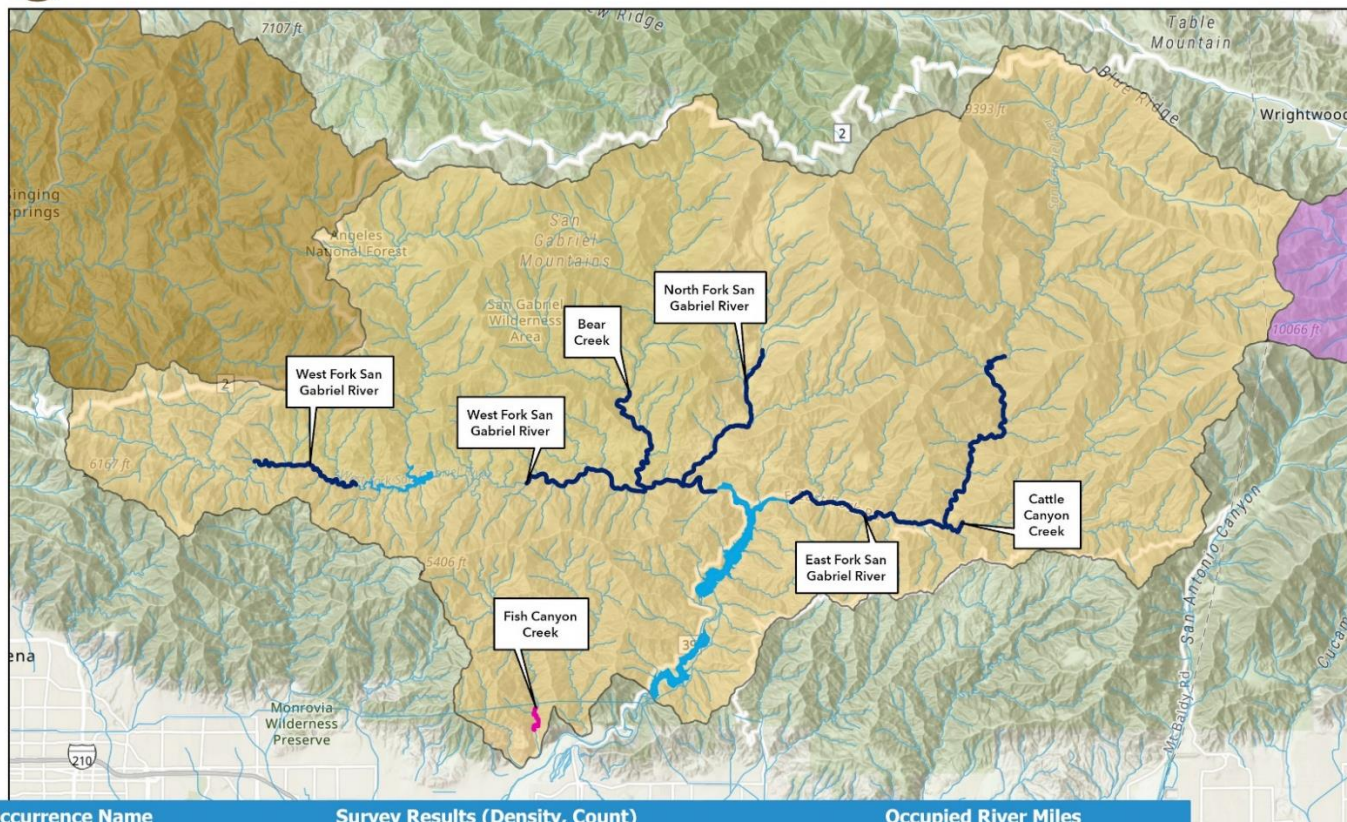 7107 ft
Ridge
Table
Mountain
Blue Ridge
9393 ft
Wrightwood
2
Angeles
National Forest
San
Gabriel
Mountains
San Gabriel
Wilderness
Area
10066 ft
North Fork San
Gabriel River
Bear
Creek
West Fork San
Gabriel River
2
West Fork San
Gabriel River
6167 ft
Cattle
Canyon
Creek
East Fork San
Gabriel River
5406 ft
Fish Canyon
Creek
39
San Antonio Canyon
Mt Baldy Rd
Cucam
ena
Monrovia
Wilderness
Preserve
210
ccurrence Name Survey Results (Density, Count) Occupied River Miles